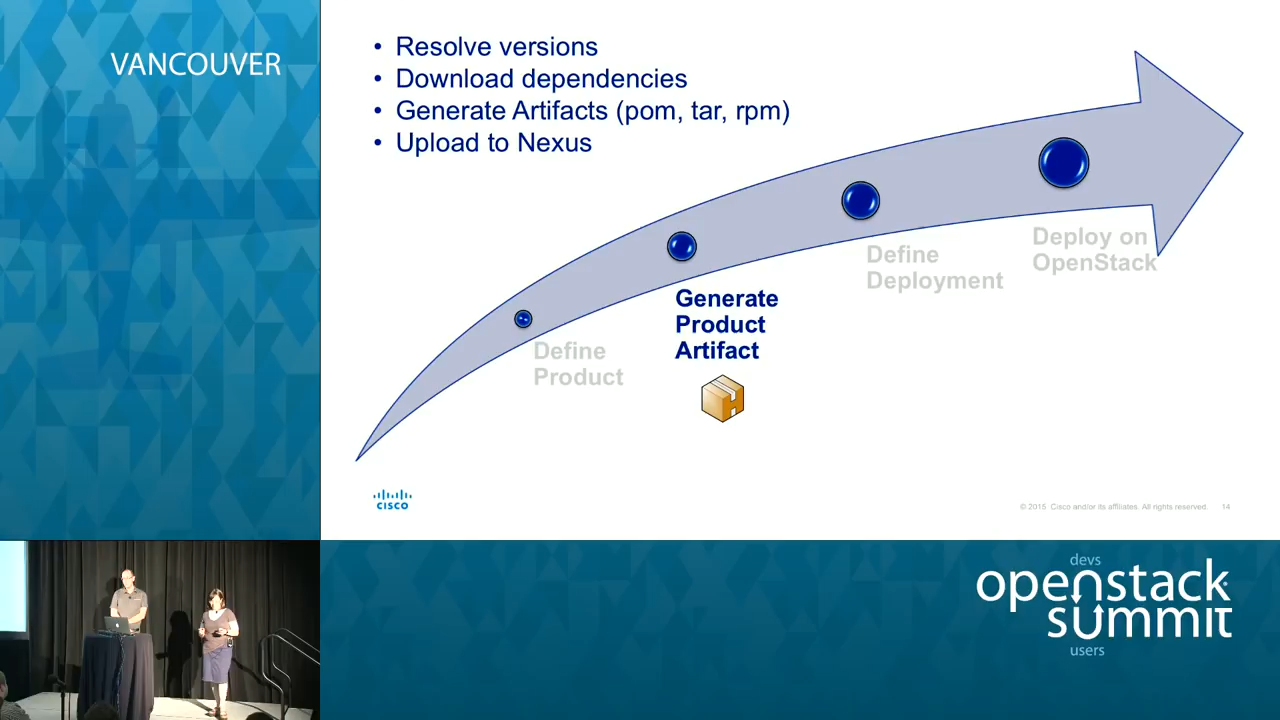 VANCOUVER
• Resolve versions
• Download dependencies
• Generate Artifacts (pom, tar, rpm)
• Upload to Nexus
Define
Product
Generate
Product
Artifact
Define
Deployment
Deploy on
OpenStack
CISCO
© 2015 Cisco and/or its affiliates. All rights reserved. 14
devs
openstack
summit
users